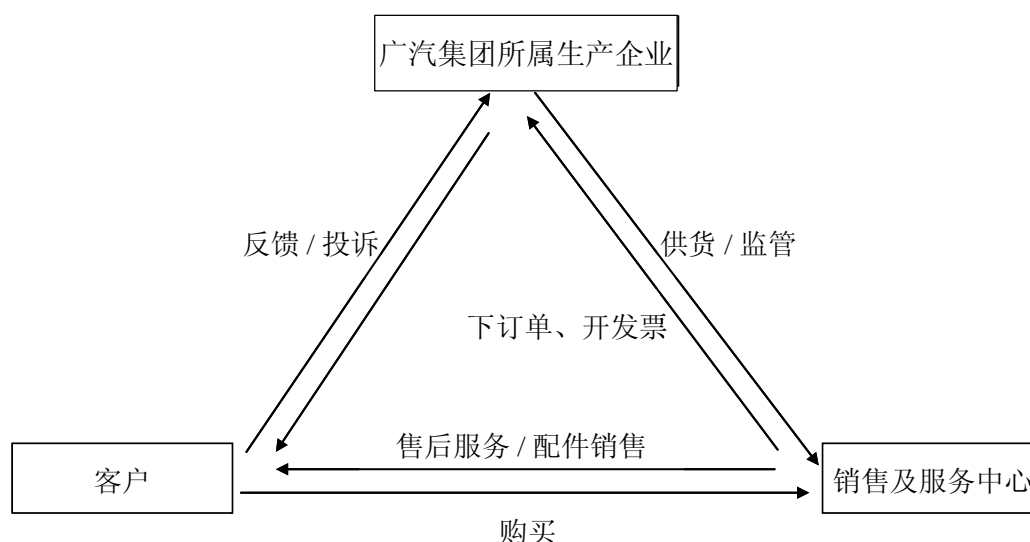 广汽集团所属生产企业
反馈 / 投诉
供货 / 监管
下订单、开发票
售后服务 / 配件销售
客户
销售及服务中心
购买